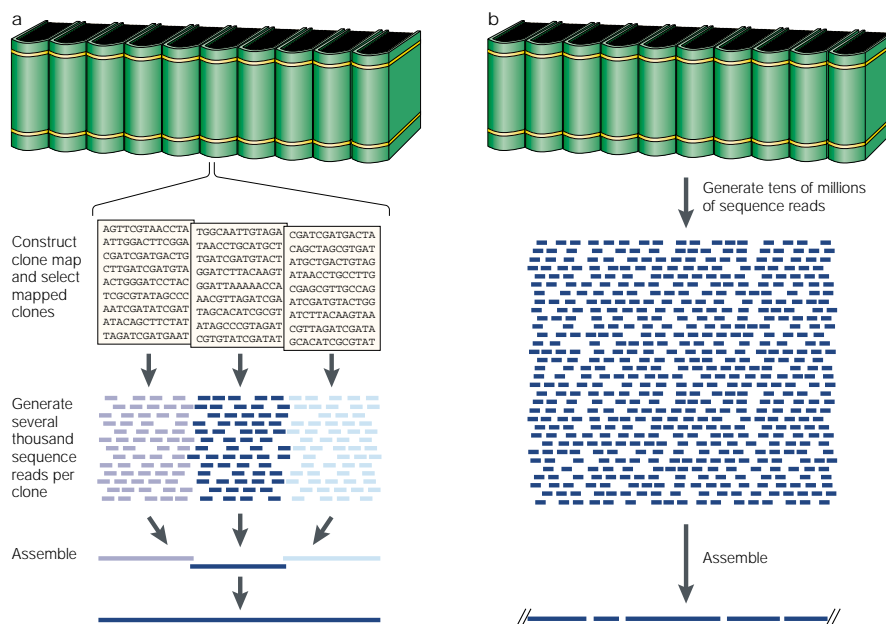 a
b
Generate tens of millions
of sequence reads
Construct
clone map
and select
mapped
clones
AGTTCGTAACCTA
ATTGGACTTCGGA
CGATCGATGACTG
CTTGATCGATGTA
ACTGGGATCCTAC
TCGCGTATAGCCC
AATCGATATCGAT
ATACAGCTTCTAT
TAGATCGATGAAT
TGGCAATTGTAGA
TAACCTGCATGCT
TGATCGATGTACT
GGATCTTACAAGT
GGATTAAAAACCA
AACGTTAGATCGA
TAGCACATCGCGT
ATAGCCCGTAGAT
CGTGTATCGATAT
CGATCGATGACTA
CAGCTAGCGTGAT
ATGCTGACTGTAG
ATAACCTGCCTTG
CGAGCGTTGCCAG
ATCGATGTACTGG
ATCTTACAAGTAA
CGTTAGATCGATA
GCACATCGCGTAT
Generate
several
thousand
sequence
reads per
clone
Assemble
Assemble